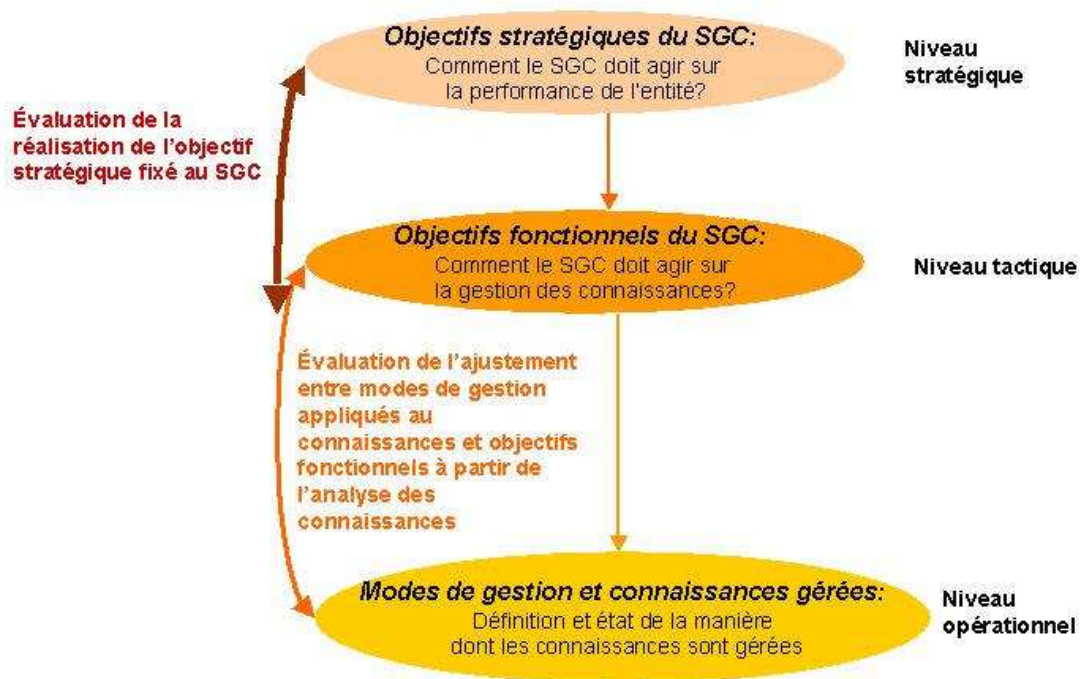 Objectifs stratégiques du SGC:
Comment le SGC doit agir sur
la performance de l'entité?
Niveau
stratégique
Évaluation de la
réalisation de l'objectif
stratégique fixé au SGC
Objectifs fonctionnels du SGC:
Comment le SGC doit agir sur
la gestion des connaissances?
Niveau tactique
Évaluation de l'ajustement
entre modes de gestion
appliqués au
connaissances et objectifs
fonctionnels à partir de
l'analyse des
connaissances
Modes de gestion et connaissances gérées:
Définition et état de la manière
dont les connaissances sont gérées
Niveau
opérationnel